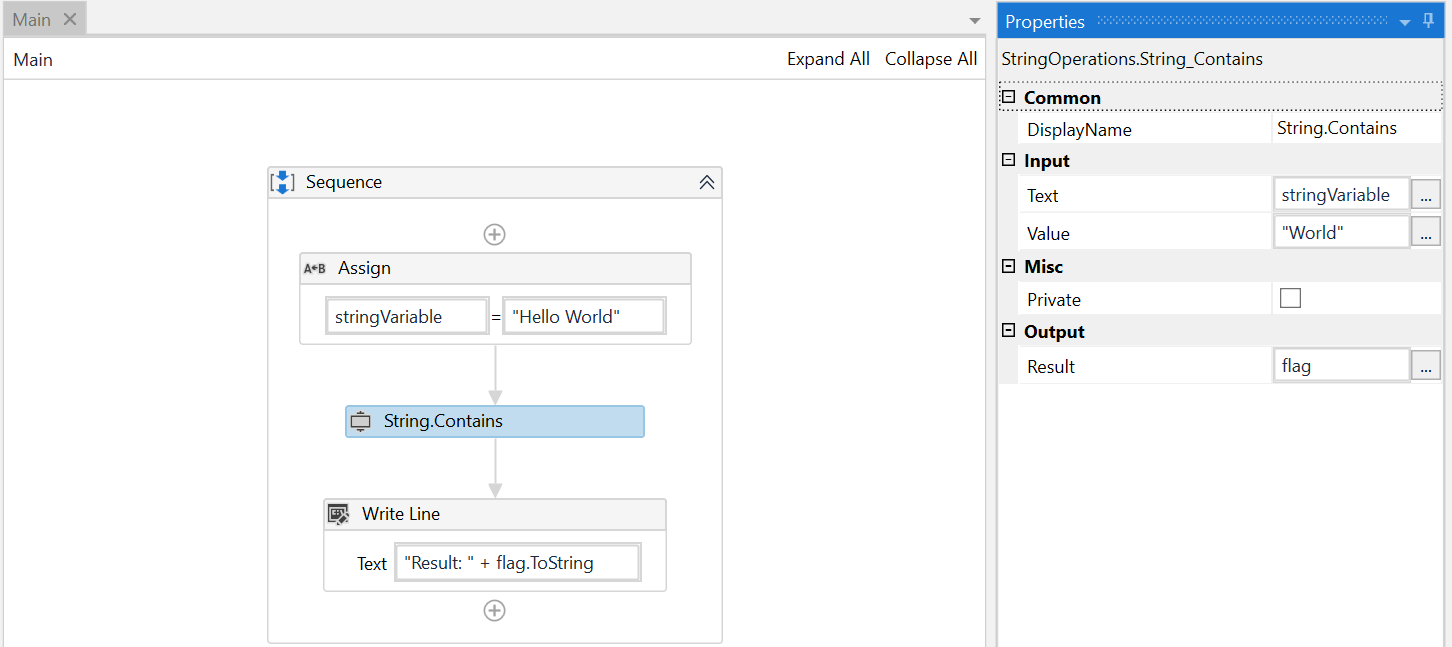 Main
Main Expand All Collapse All
Sequence
A←B Assign
stringVariable = "Hello World"
String.Contains
Write Line
Text "Result: " + flag.ToString
Properties
StringOperations.String_Contains
Common
DisplayName String.Contains
Input
Text stringVariable ...
Value "World" ...
Misc
Private
Output
Result flag ...